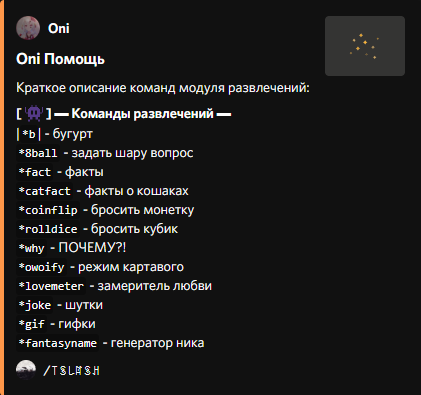 Oni
Oni Помощь
Краткое описание команд модуля развлечений:
[ 👾 ] — Команды развлечений —
|*b| - бугурт
*8ball - задать шару вопрос
*fact - факты
*catfact - факты о кошаках
*coinflip - бросить монетку
*rolldice - бросить кубик
*why - ПОЧЕМУ?!
*owoify - режим картавого
*lovemeter - замеритель любви
*joke - шутки
*gif - гифки
*fantasyname - генератор ника